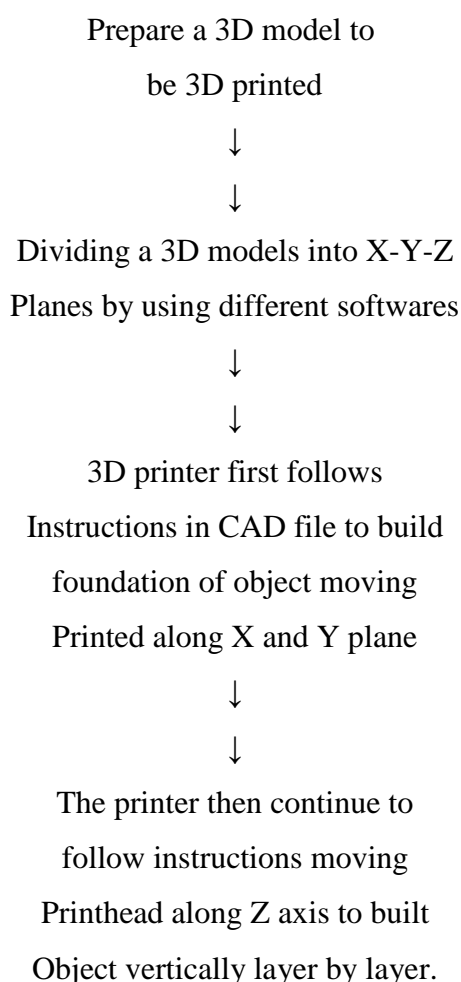 Prepare a 3D model to
be 3D printed
↓
↓
Dividing a 3D models into X-Y-Z
Planes by using different softwares
↓
↓
3D printer first follows
Instructions in CAD file to build
foundation of object moving
Printed along X and Y plane
↓
↓
The printer then continue to
follow instructions moving
Printhead along Z axis to built
Object vertically layer by layer.